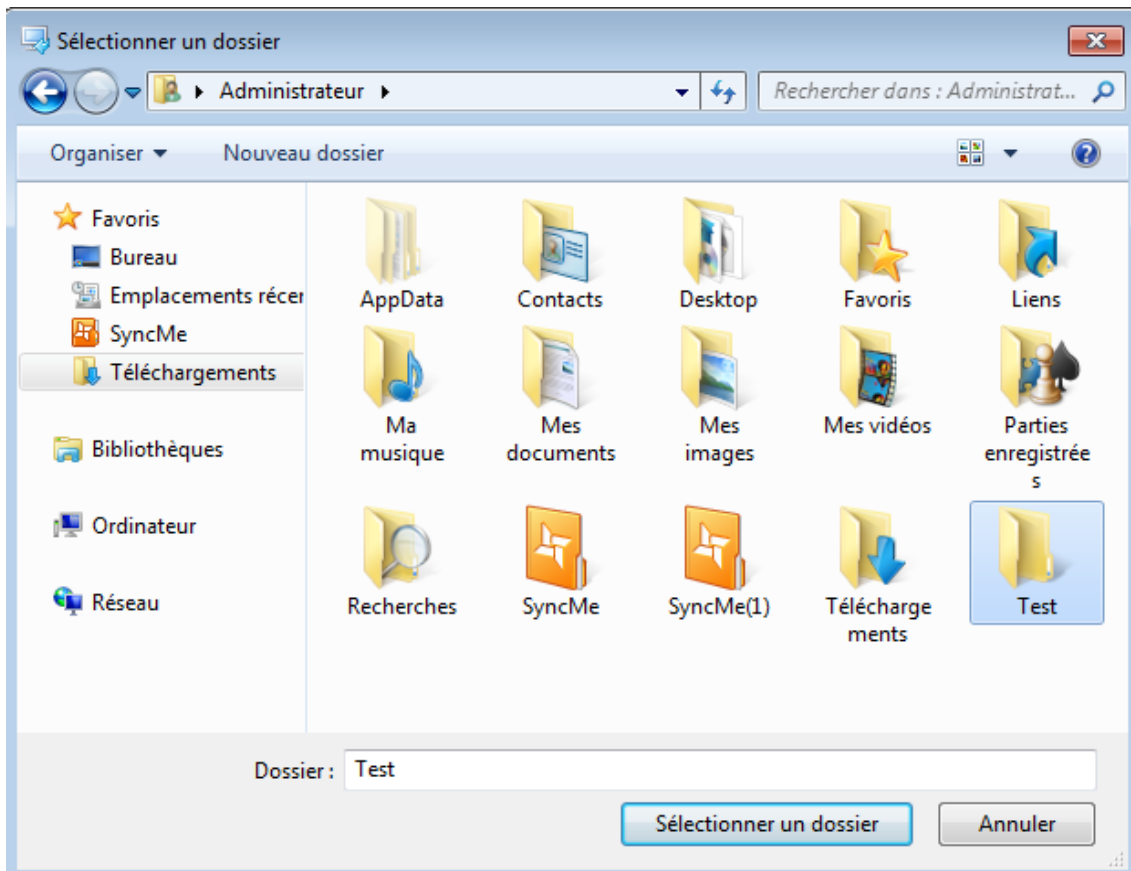 Sélectionner un dossier
Administrateur
Rechercher dans : Administrat...
Organiser
Nouveau dossier
Favoris
Bureau
Emplacements récer
SyncMe
Téléchargements
Bibliothèques
Ordinateur
Réseau
AppData
Contacts
Desktop
Favoris
Liens
Ma
musique
Mes
documents
Mes
images
Mes vidéos
Parties
enregistrée
s
Recherches
SyncMe
SyncMe(1)
Télécharge
ments
Test
Dossier : Test
Sélectionner un dossier
Annuler